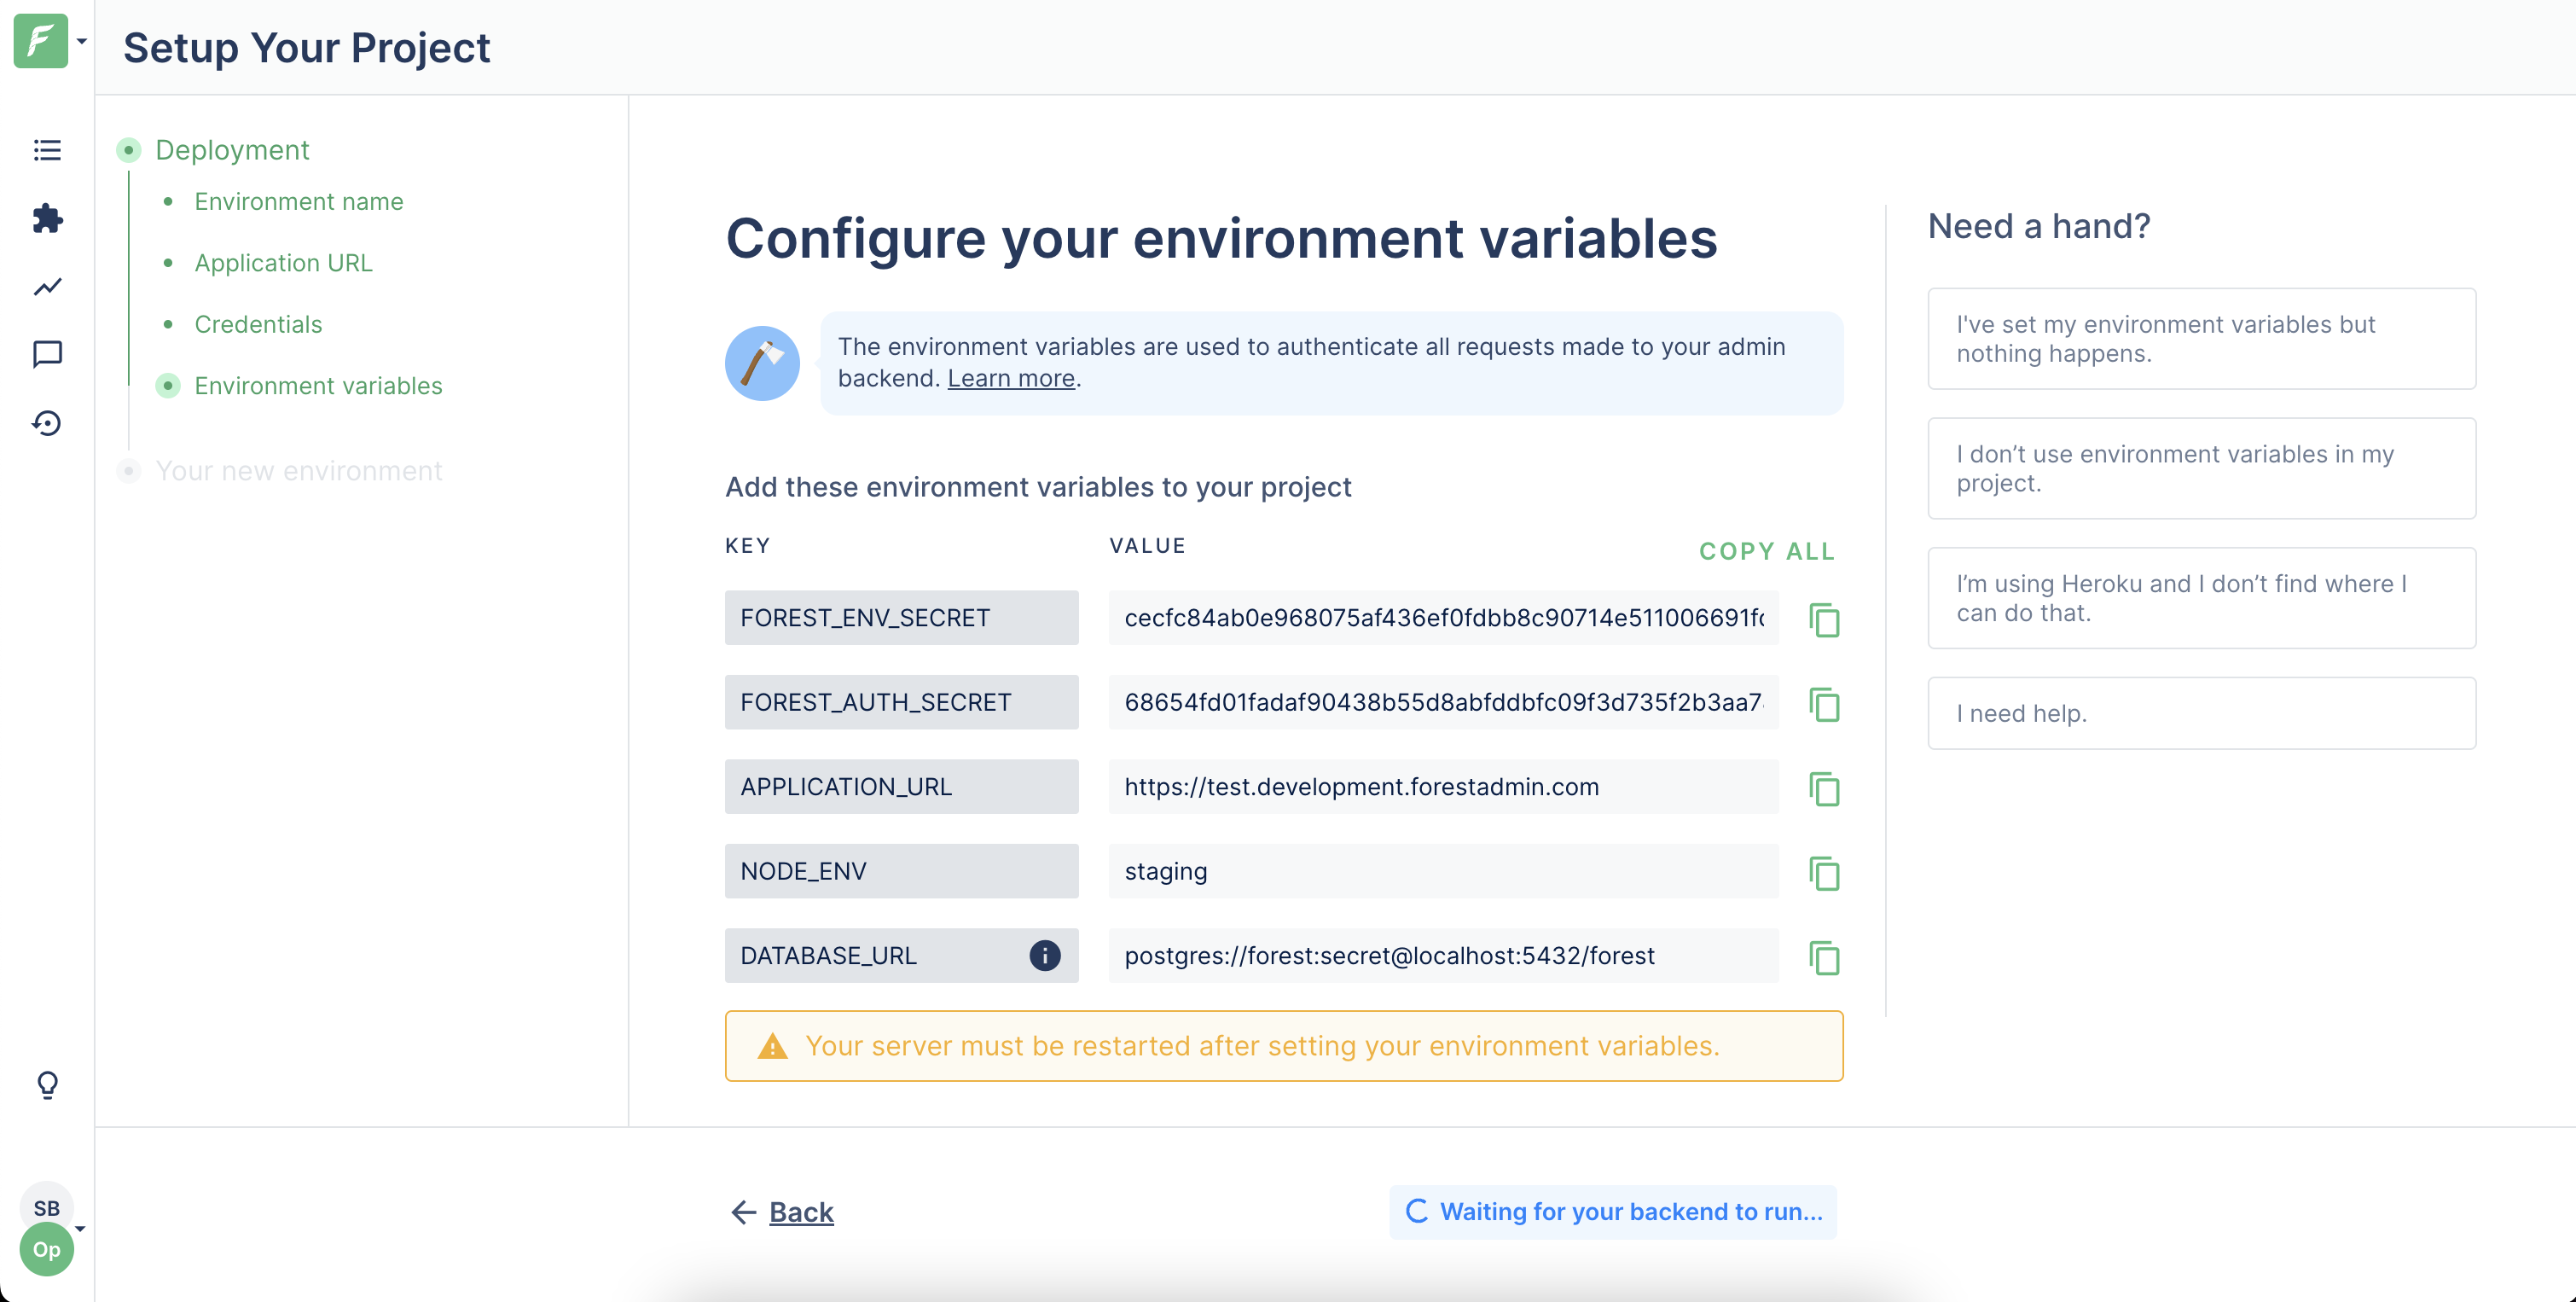 Setup Your Project
Deployment
Environment name
Application URL
Credentials
Environment variables
Your new environment
Configure your environment variables
The environment variables are used to authenticate all requests made to your admin
backend. Learn more.
Add these environment variables to your project
KEY
VALUE
COPY ALL
FOREST_ENV_SECRET
cecfc84ab0e968075af436ef0fdbb8c90714e511006691f
FOREST_AUTH_SECRET
68654fd01fadaf90438b55d8abfddbfc09f3d735f2b3aa7
APPLICATION_URL
https://test.development.forestadmin.com
NODE_ENV
staging
DATABASE_URL
postgres://forest:secret@localhost:5432/forest
Your server must be restarted after setting your environment variables.
Need a hand?
I've set my environment variables but
nothing happens.
I don’t use environment variables in my
project.
I’m using Heroku and I don’t find where I
can do that.
I need help.
Back
Waiting for your backend to run...
SB
Op